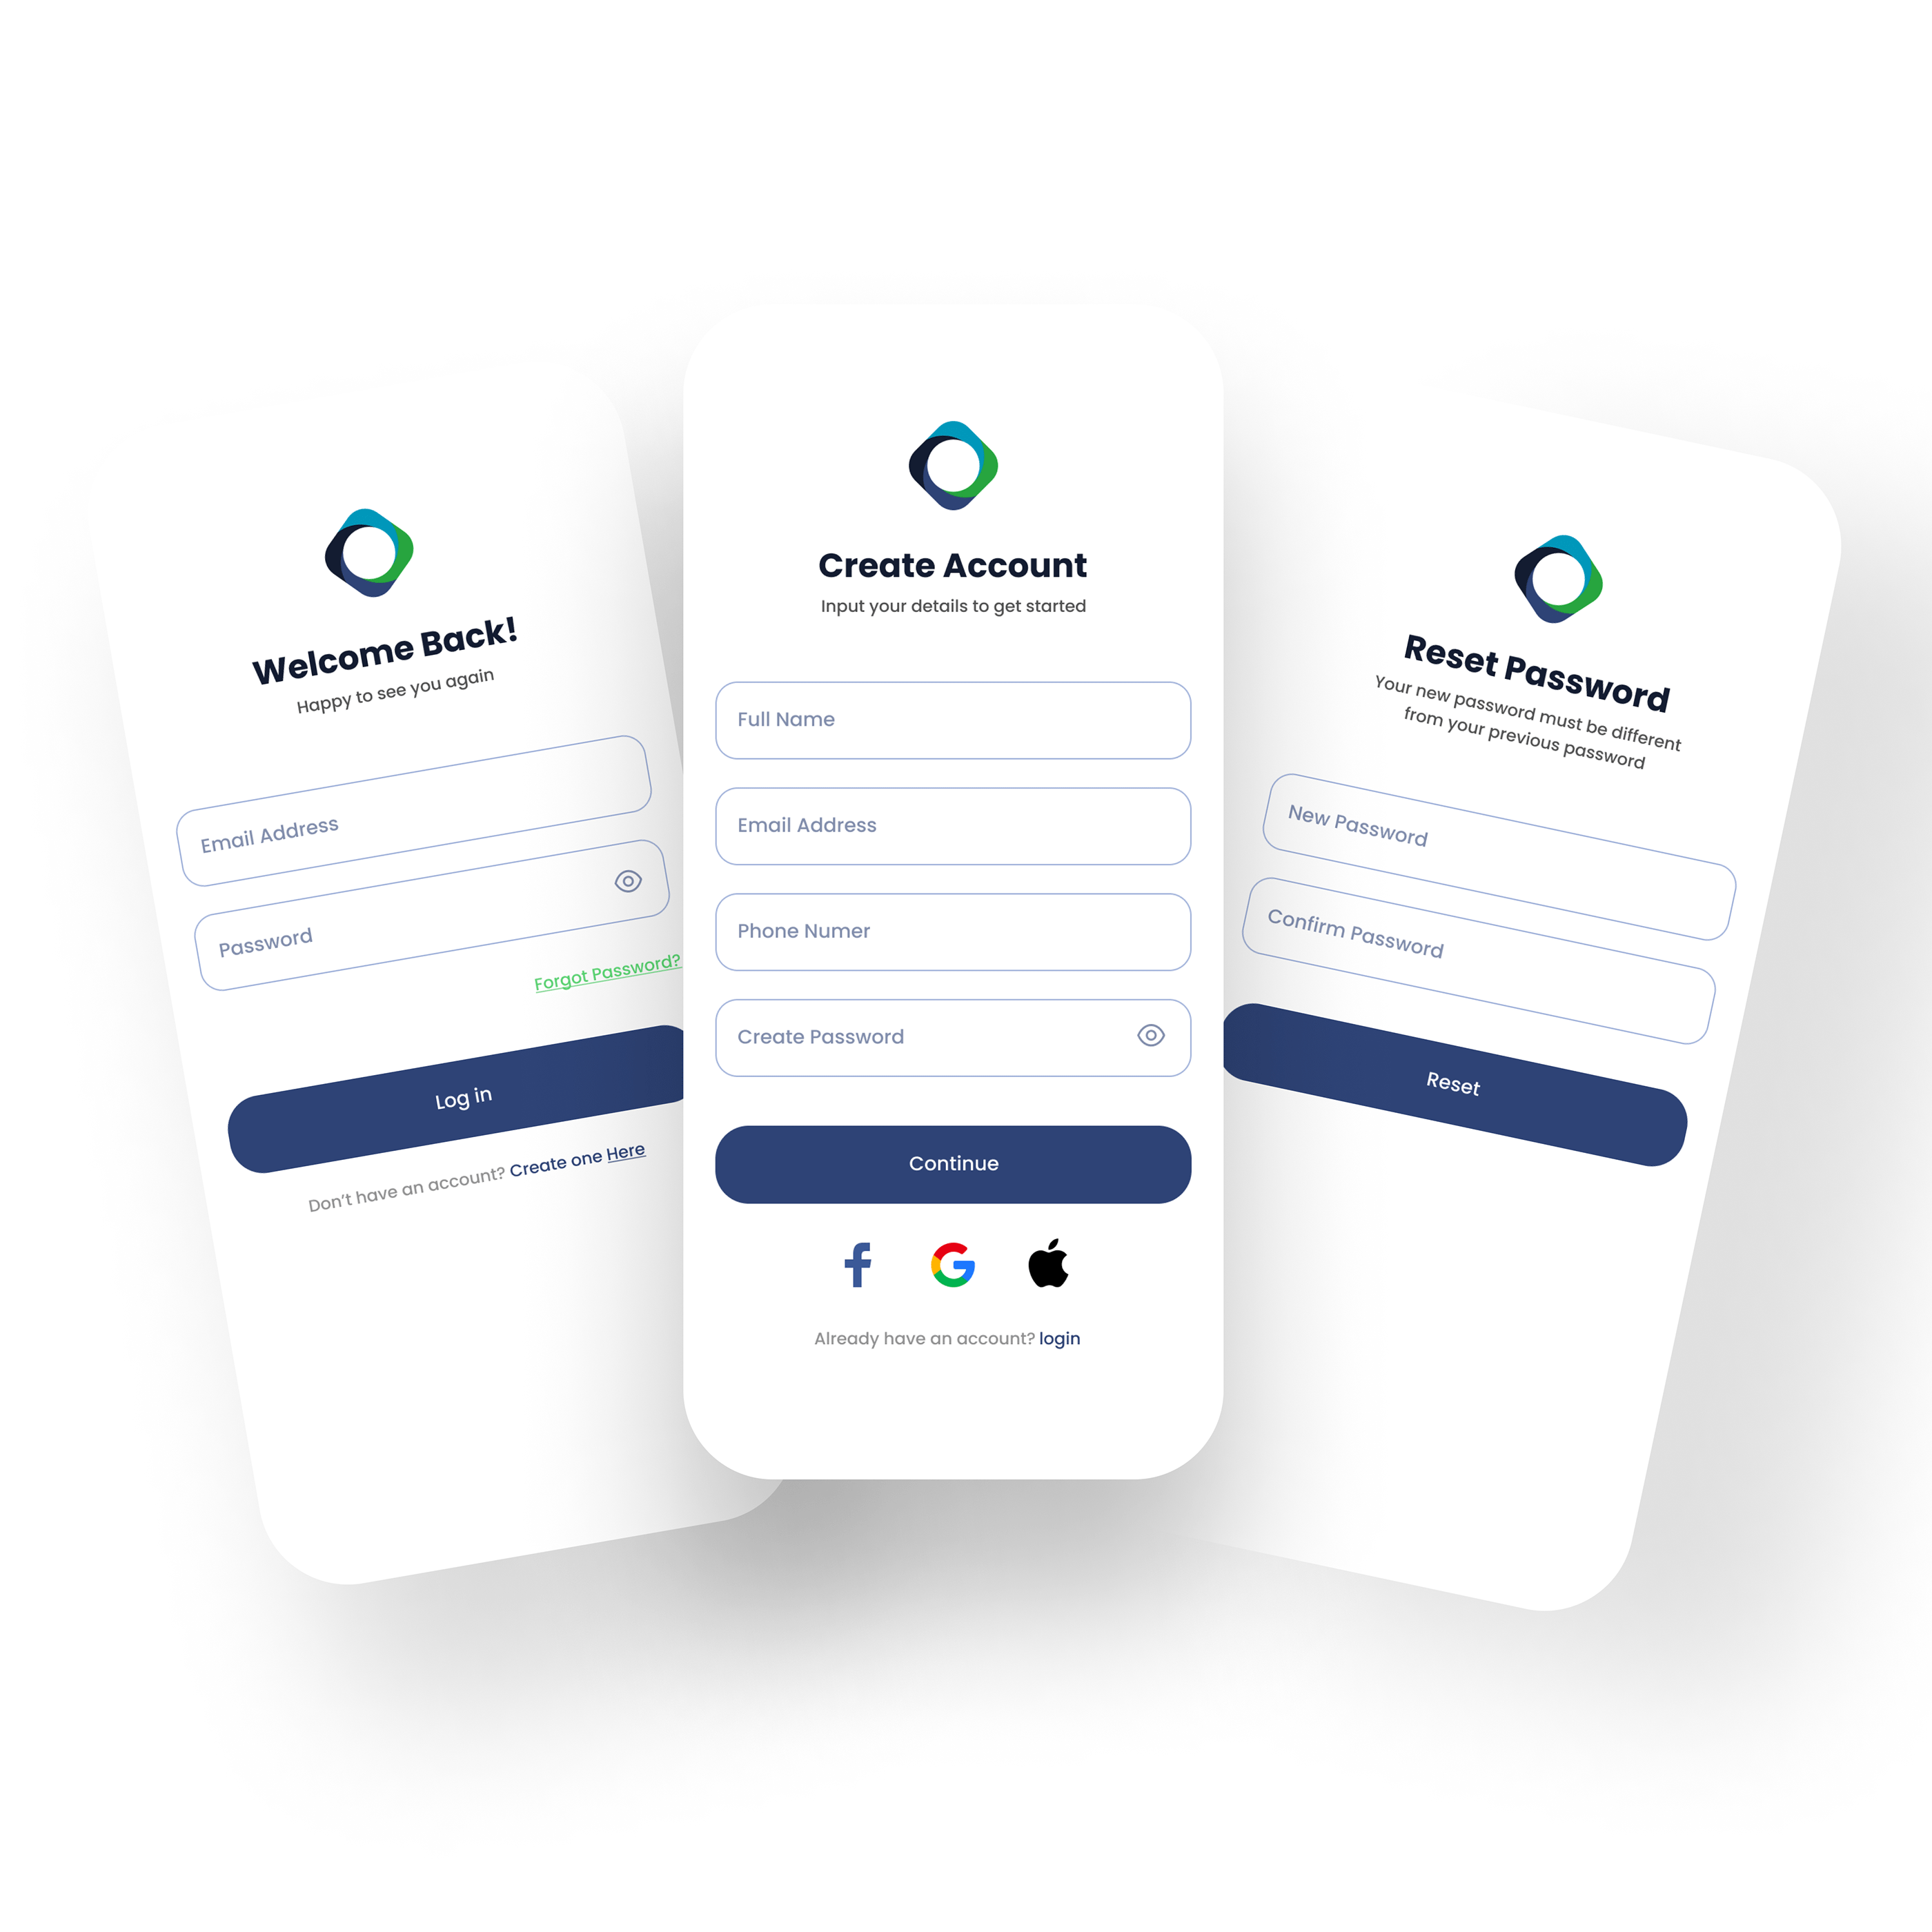 Welcome Back!
Happy to see you again
Email Address
Password
Forgot Password?
Log in
Don't have an account? Create one Here
Create Account
Input your details to get started
Full Name
Email Address
Phone Numer
Create Password
Continue
Already have an account? login
Reset Password
Your new password must be different
from your previous password
New Password
Confirm Password
Reset